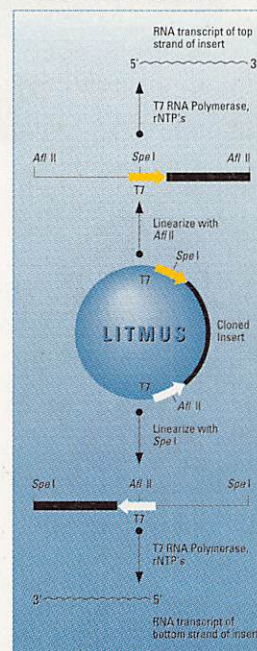 RNA transcript of top
strand of insert
5' 3'
T7 RNA Polymerase,
rNTP's
Afl II Spe I Afl II
T7
Linearize with
Afl II
Spe I
T7
LITMUS
Cloned
Insert
T7
Afl II
Linearize with
Spe I
Spe I Afl II Spe I
T7
T7 RNA Polymerase,
rNTP's
3' 5'
RNA transcript of
bottom strand of insert